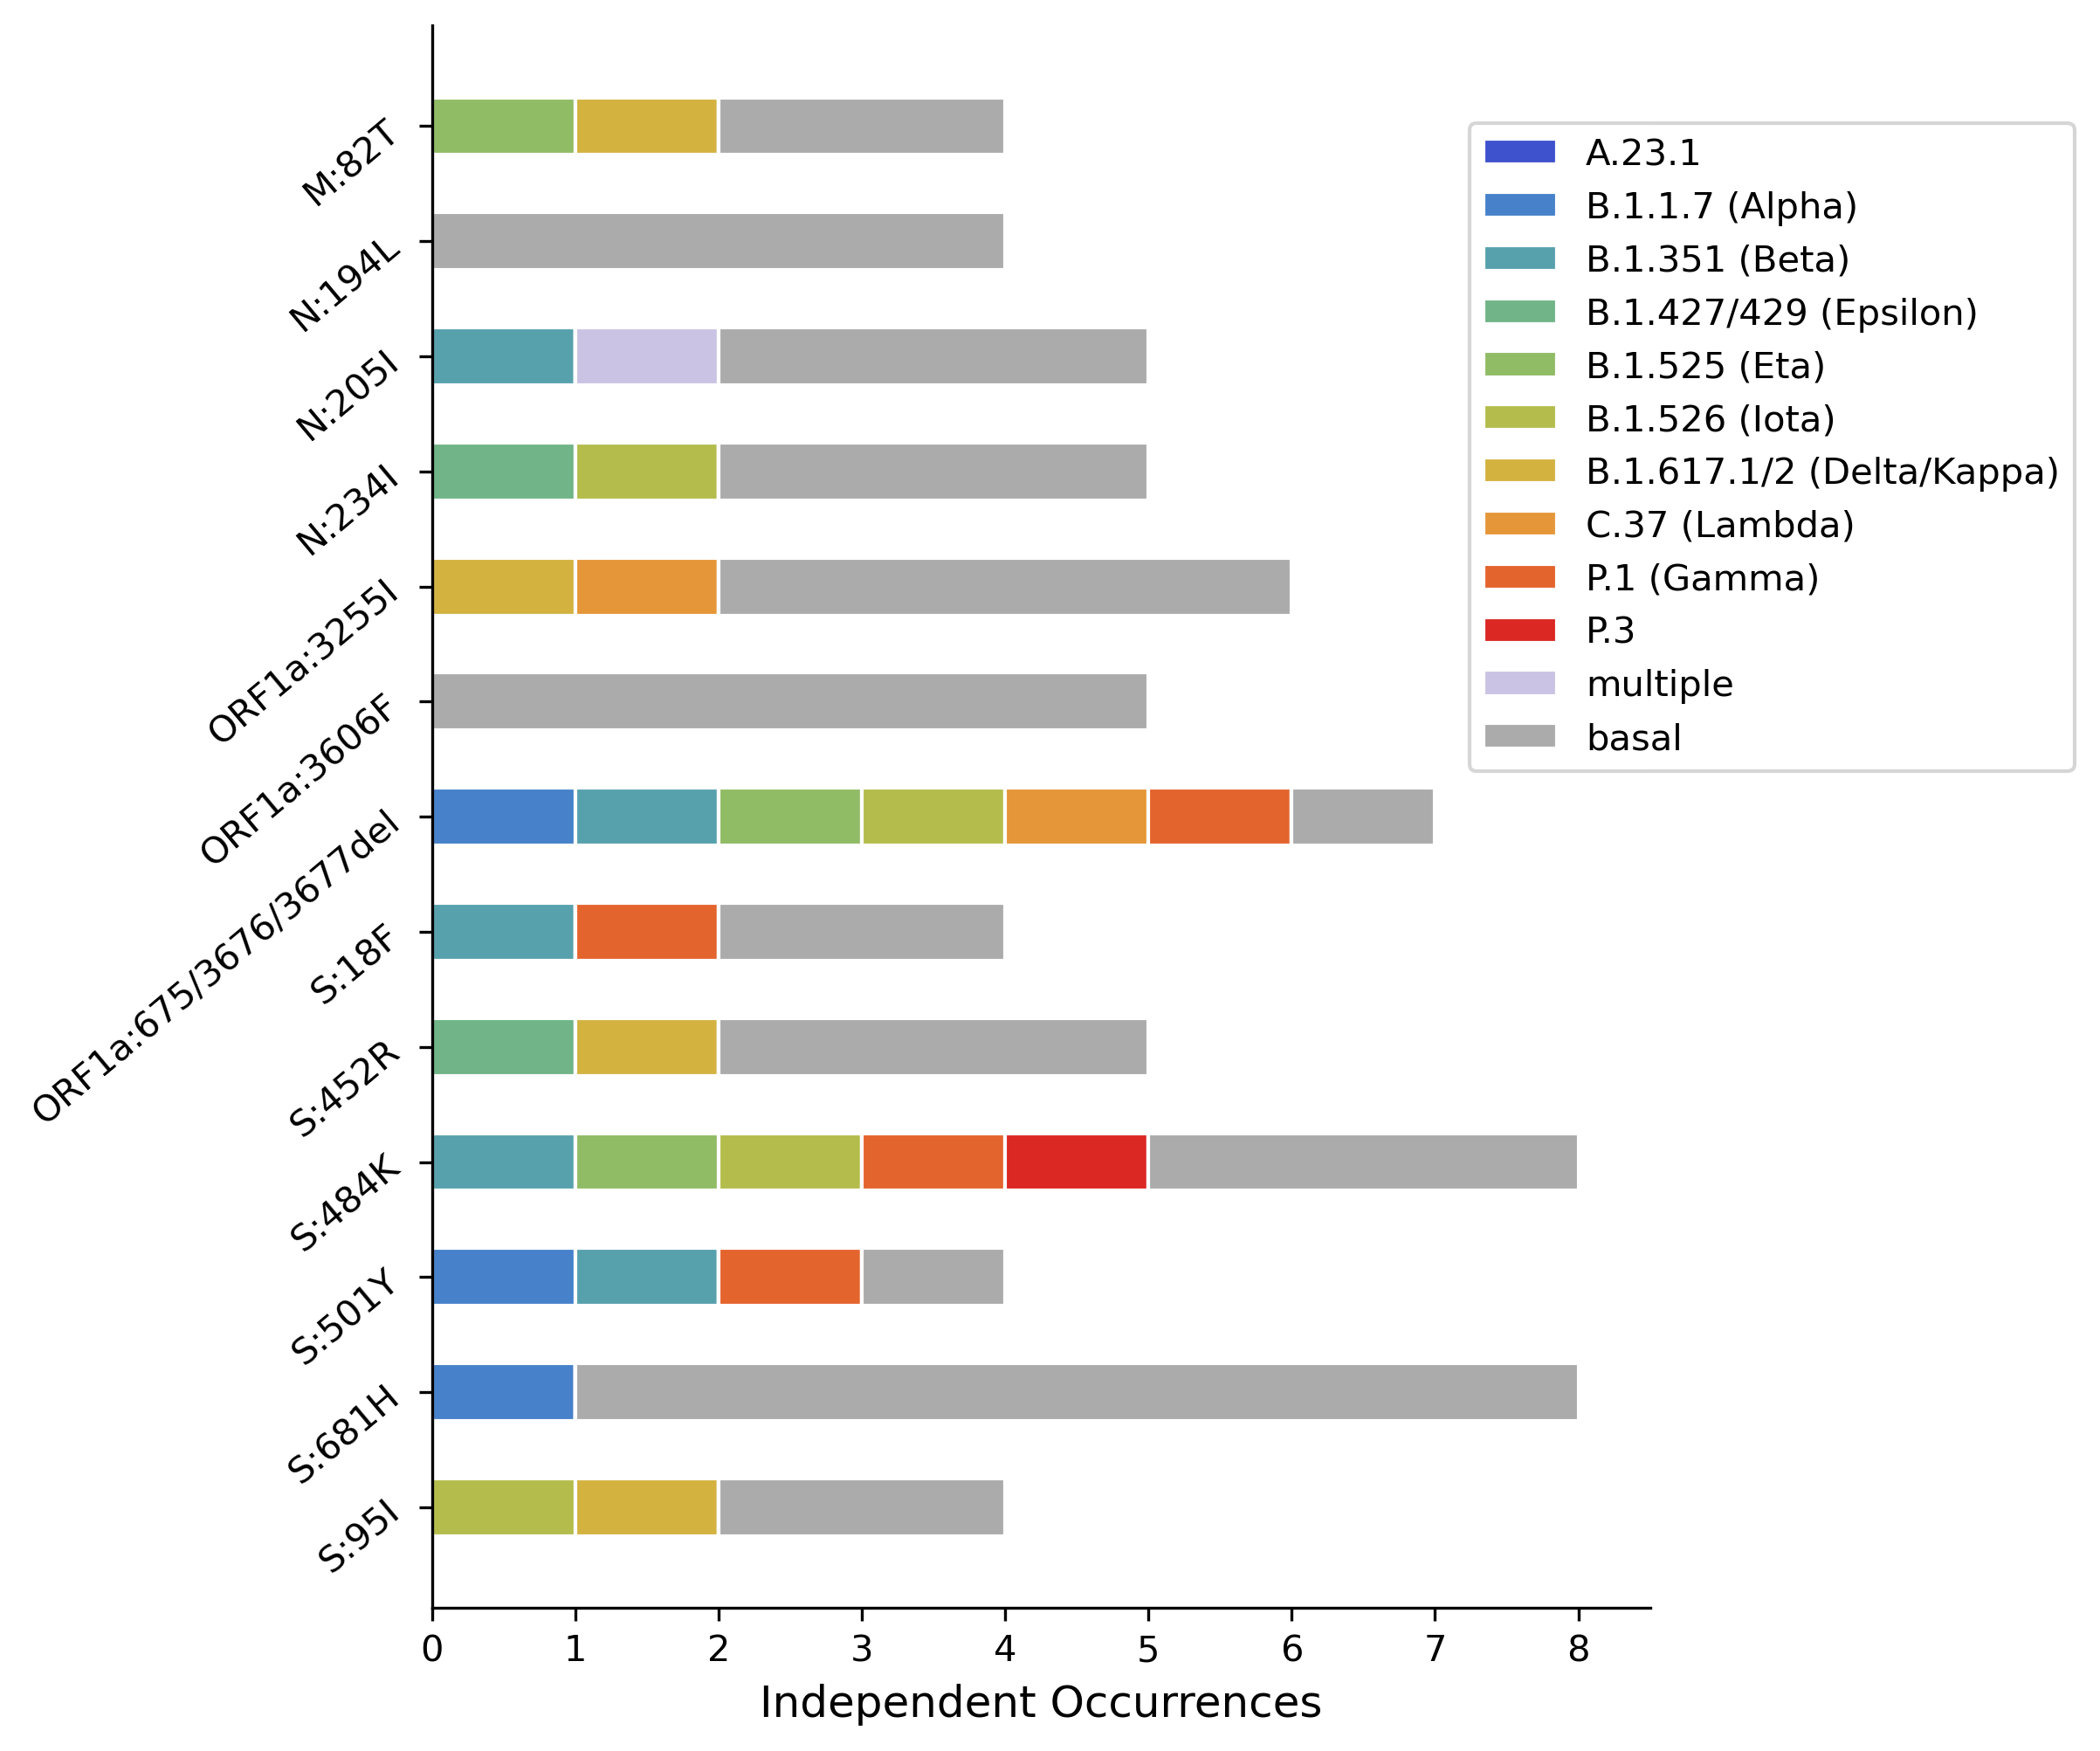 M:82T
N:194L
N:205I
N:234I
ORF1a:3255I
ORF1a:3606F
ORF1a:675/3676/3677del
S:18F
S:452R
S:484K
S:501Y
S:681H
S:95I
0 1 2 3 4 5 6 7 8
Independent Occurrences
A.23.1
B.1.1.7 (Alpha)
B.1.351 (Beta)
B.1.427/429 (Epsilon)
B.1.525 (Eta)
B.1.526 (Iota)
B.1.617.1/2 (Delta/Kappa)
C.37 (Lambda)
P.1 (Gamma)
P.3
multiple
basal